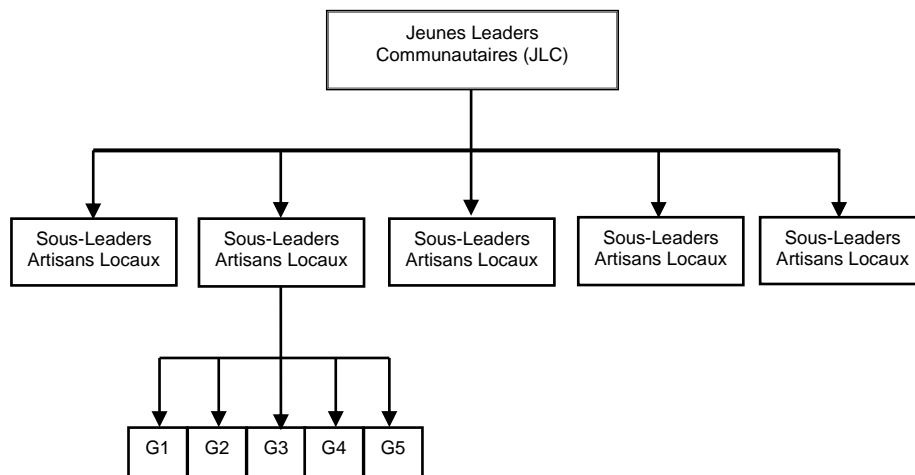 Jeunes Leaders
Communautaires (JLC)
Sous-Leaders
Artisans Locaux
Sous-Leaders
Artisans Locaux
Sous-Leaders
Artisans Locaux
Sous-Leaders
Artisans Locaux
Sous-Leaders
Artisans Locaux
G1
G2
G3
G4
G5